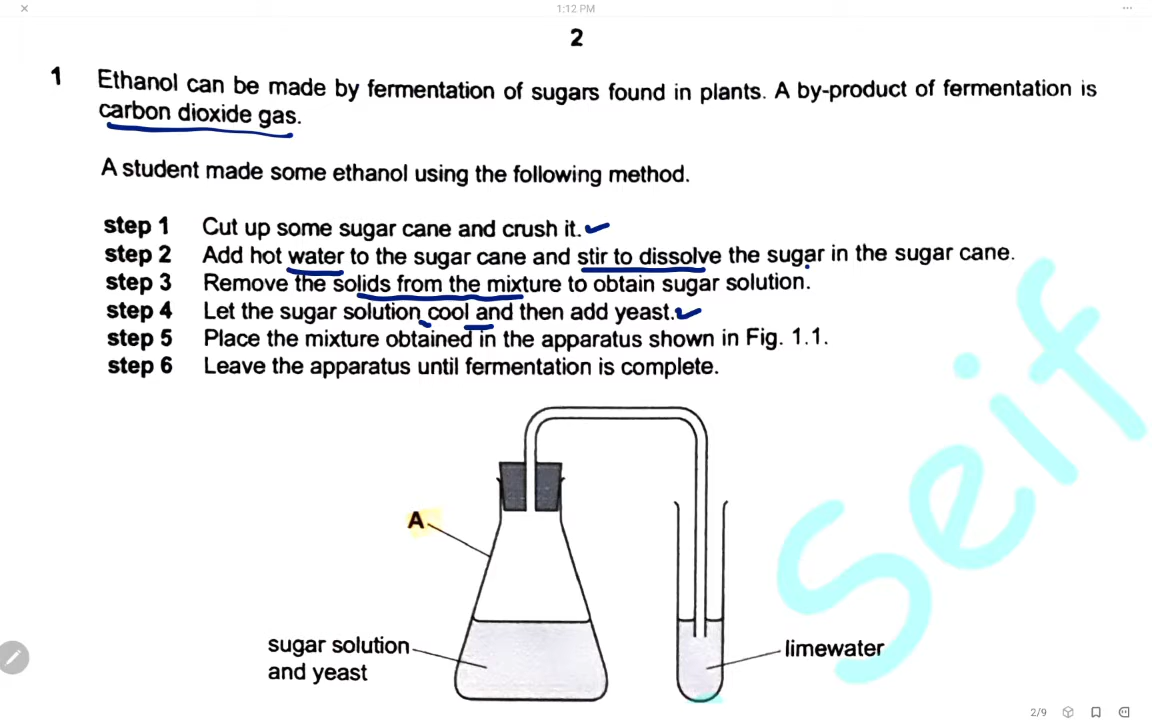 1:12 PM
2
1 Ethanol can be made by fermentation of sugars found in plants. A by-product of fermentation is
carbon dioxide gas.
A student made some ethanol using the following method.
step 1 Cut up some sugar cane and crush it.
step 2 Add hot water to the sugar cane and stir to dissolve the sugar in the sugar cane.
step 3 Remove the solids from the mixture to obtain sugar solution.
step 4 Let the sugar solution cool and then add yeast.
step 5 Place the mixture obtained in the apparatus shown in Fig. 1.1.
step 6 Leave the apparatus until fermentation is complete.
A
sugar solution
and yeast
limewater
Seif
2/9